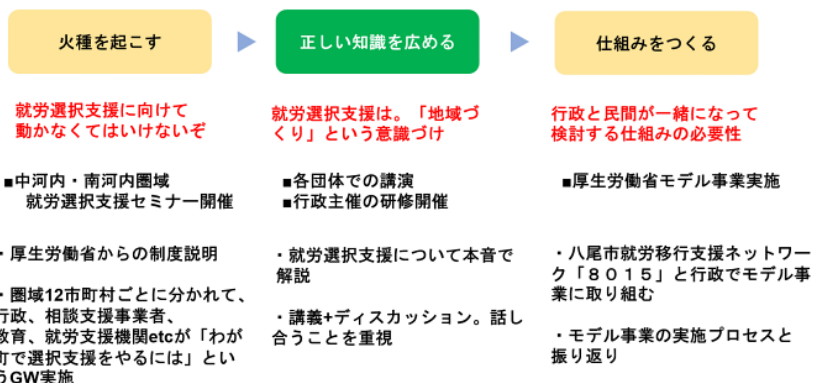 火種を起こす
正しい知識を広める
仕組みをつくる
就労選択支援に向けて
動かなくてはいけないぞ
就労選択支援は。「地域づ
くり」という意識づけ
行政と民間が一緒になって
検討する仕組みの必要性
■中河内・南河内圏域
就労選択支援セミナー開催
■各団体での講演
■行政主催の研修開催
■厚生労働省モデル事業実施
・厚生労働省からの制度説明
・圏域12市町村ごとに分かれて、
行政、相談支援事業者、
教育、就労支援機関etcが「わが
町で選択支援をやるには」とい
うGW実施
・就労選択支援について本音で
解説
・講義+ディスカッション。話し
合うことを重視
・八尾市就労移行支援ネットワー
ク「８０１５」と行政でモデル事
業に取り組む
・モデル事業の実施プロセスと
振り返り